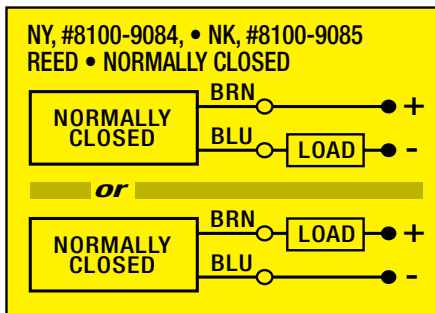 NY, #8100-9084, • NK, #8100-9085
REED • NORMALLY CLOSED
NORMALLY
CLOSED
BRN
+
BLU
LOAD
-
or
NORMALLY
CLOSED
BRN
LOAD
+
BLU
-